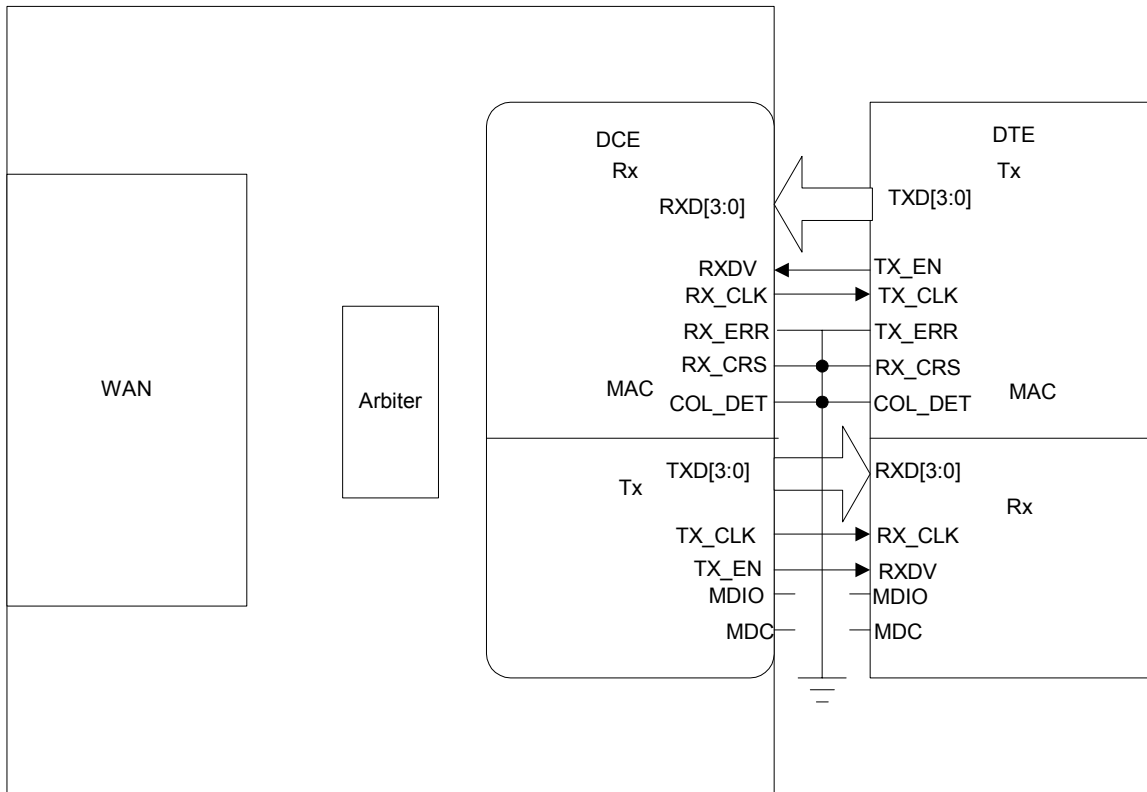 DCE
Rx
RXD[3:0]
RXDV
RX_CLK
RX_ERR
RX_CRS
MAC
COL_DET
DTE
Tx
TXD[3:0]
TX_EN
TX_CLK
TX_ERR
RX_CRS
MAC
COL_DET
WAN
Arbiter
TXD[3:0]
Tx
TX_CLK
TX_EN
MDIO
MDC
RXD[3:0]
Rx
RX_CLK
RXDV
MDIO
MDC